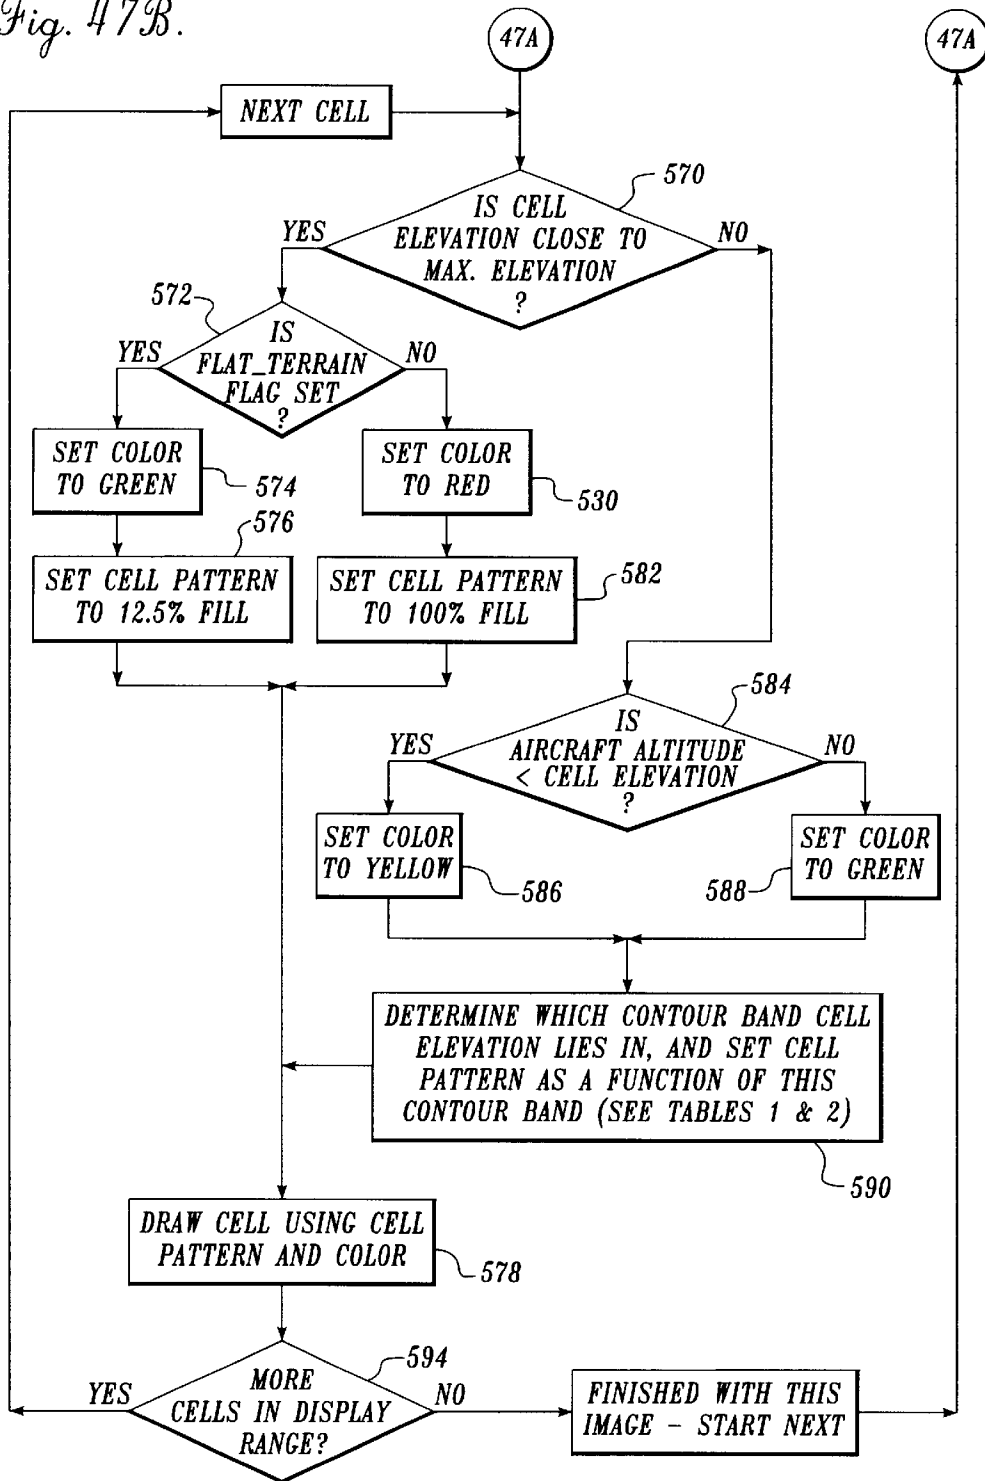 Fig. 47B.
47A
47A
NEXT CELL
570
IS CELL
ELEVATION CLOSE TO
MAX. ELEVATION
?
YES
NO
572
IS
FLAT_TERRAIN
FLAG SET
?
YES
NO
SET COLOR
TO GREEN
574
SET COLOR
TO RED
530
576
SET CELL PATTERN
TO 12.5% FILL
SET CELL PATTERN
TO 100% FILL
582
584
IS
AIRCRAFT ALTITUDE
< CELL ELEVATION
?
YES
NO
SET COLOR
TO YELLOW
586
SET COLOR
TO GREEN
588
DETERMINE WHICH CONTOUR BAND CELL
ELEVATION LIES IN, AND SET CELL
PATTERN AS A FUNCTION OF THIS
CONTOUR BAND (SEE TABLES 1 & 2)
590
DRAW CELL USING CELL
PATTERN AND COLOR
578
594
MORE
CELLS IN DISPLAY
RANGE?
YES
NO
FINISHED WITH THIS
IMAGE – START NEXT